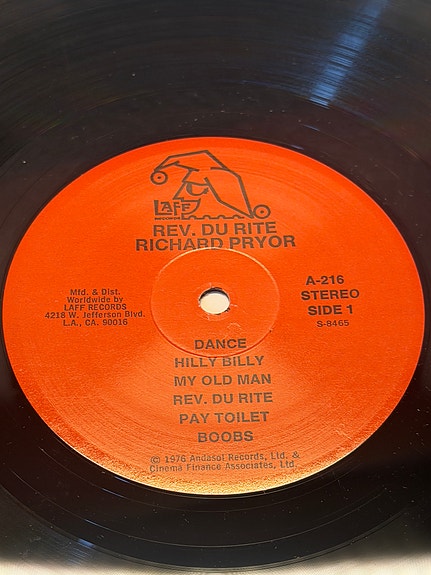 LAFF
RECORDS
REV. DU RITE
RICHARD PRYOR
Mfd. & Dist.
Worldwide by
LAFF RECORDS
4218 W. Jefferson Blvd.
L.A., CA. 90016
A-216
STEREO
SIDE 1
S-8465
DANCE
HILLY BILLY
MY OLD MAN
REV. DU RITE
PAY TOILET
BOOBS
© 1976 Andasol Records, Ltd. &
Cinema Finance Associates, Ltd.